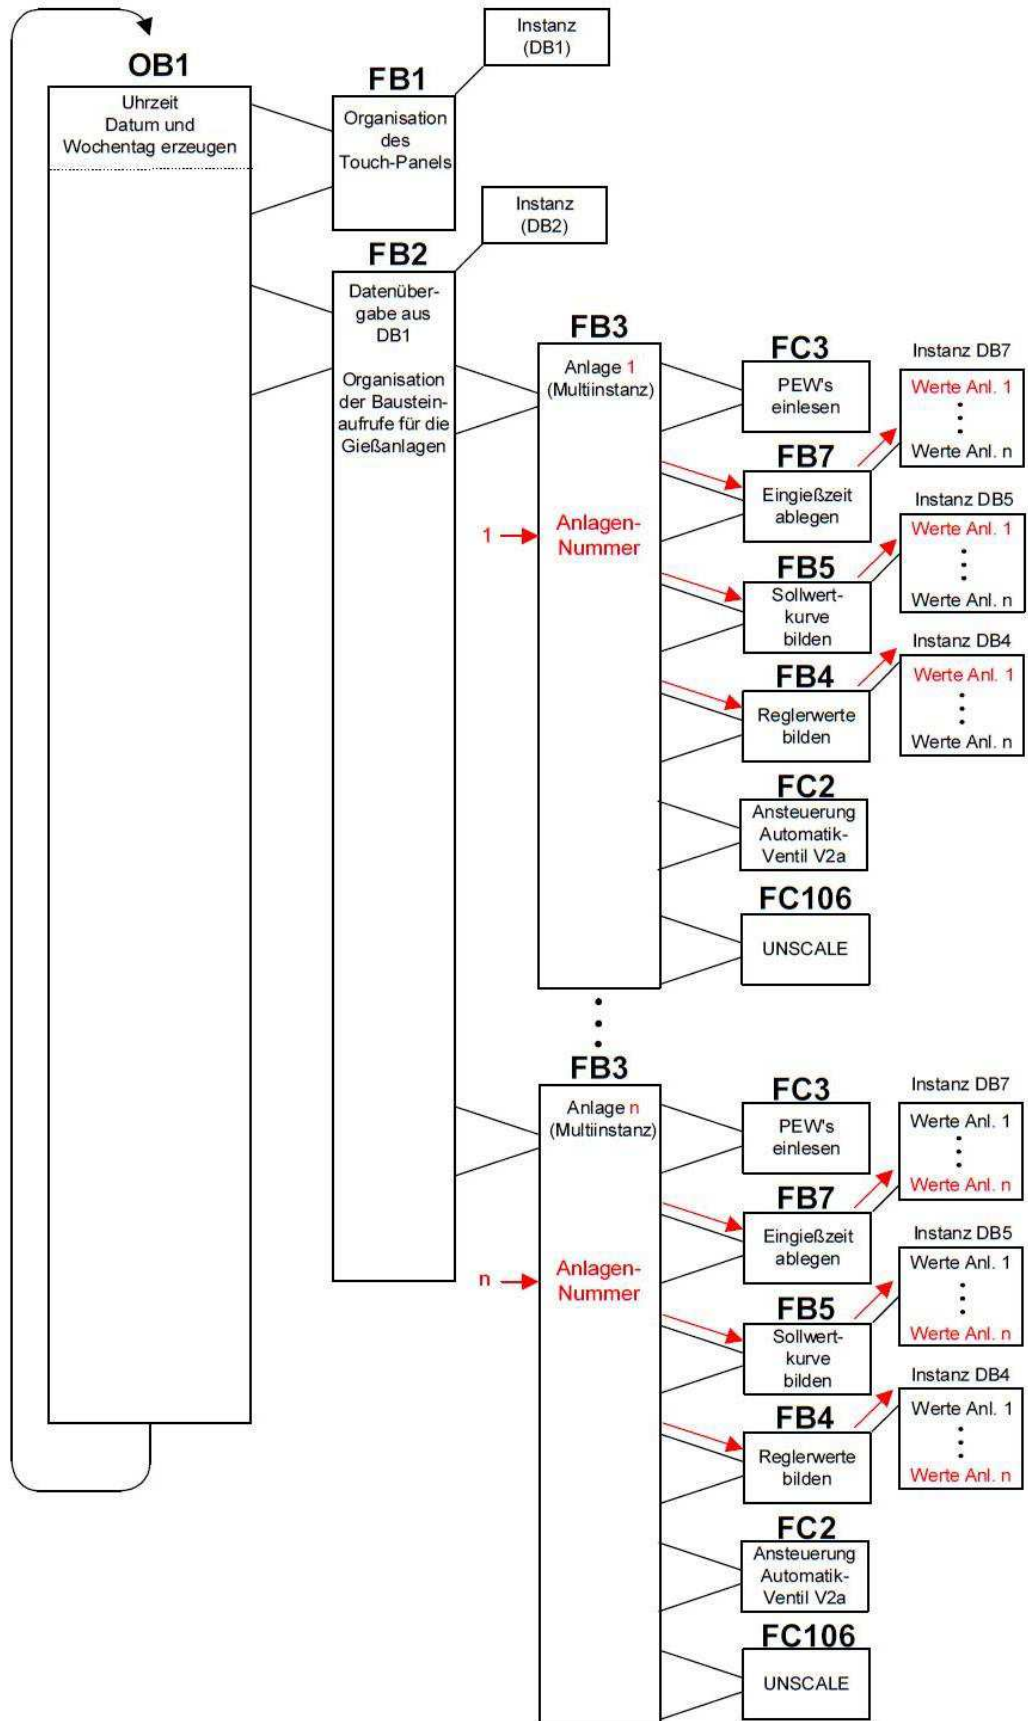 OB1
Uhrzeit
Datum und
Wochentag erzeugen
FB1
Organisation
des
Touch-Panels
Instanz
(DB1)
FB2
Datenüber-
gabe aus
DB1
Organisation
der Baustein-
aufrufe für die
Gießanlagen
Instanz
(DB2)
FB3
Anlage 1
(Multiinstanz)
1
Anlagen-
Nummer
FC3
PEW's
einlesen
FB7
Eingießzeit
ablegen
Instanz DB7
Werte Anl. 1
Werte Anl. n
FB5
Sollwert-
kurve
bilden
Instanz DB5
Werte Anl. 1
Werte Anl. n
FB4
Reglerwerte
bilden
Instanz DB4
Werte Anl. 1
Werte Anl. n
FC2
Ansteuerung
Automatik-
Ventil V2a
FC106
UNSCALE
FB3
Anlage n
(Multiinstanz)
n
Anlagen-
Nummer
FC3
PEW's
einlesen
FB7
Eingießzeit
ablegen
Instanz DB7
Werte Anl. 1
Werte Anl. n
FB5
Sollwert-
kurve
bilden
Instanz DB5
Werte Anl. 1
Werte Anl. n
FB4
Reglerwerte
bilden
Instanz DB4
Werte Anl. 1
Werte Anl. n
FC2
Ansteuerung
Automatik-
Ventil V2a
FC106
UNSCALE